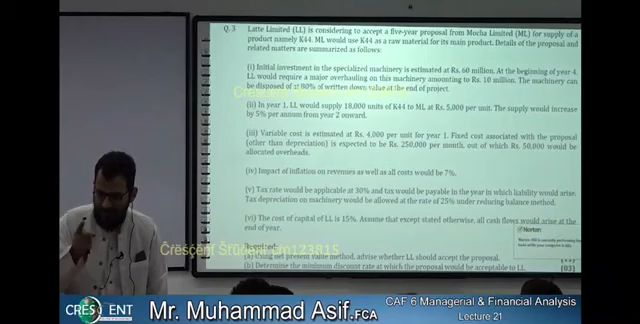 Q.3 Latte Limited (LL) is considering to accept a five-year proposal from Mocha Limited (ML) for supply of a
product namely K44. ML would use K44 as a raw material for its main product. Details of the proposal and
related matters are summarized as follows:
(i) Initial investment in the specialized machinery is estimated at Rs. 60 million. At the beginning of year 4,
LL would require a major overhauling on this machinery amounting to Rs. 10 million. The machinery can
be disposed of at 80% of written down value at the end of project.
(ii) In year 1, LL would supply 18,000 units of K44 to ML at Rs. 5,000 per unit. The supply would increase
by 5% per annum from year 2 onward.
(iii) Variable cost is estimated at Rs. 4,000 per unit for year 1. Fixed cost associated with the proposal
(other than depreciation) is expected to be Rs. 250,000 per month, out of which Rs. 50,000 would be
allocated overheads.
(iv) Impact of inflation on revenues as well as all costs would be 7%.
(v) Tax rate would be applicable at 30% and tax would be payable in the year in which liability would arise.
Tax depreciation on machinery would be allowed at the rate of 25% under reducing balance method.
(vi) The cost of capital of LL is 15%. Assume that except stated otherwise, all cash flows would arise at the
end of year.
Norton
Required:
(a) Using net present value method, advise whether LL should accept the proposal.
(b) Determine the minimum discount rate at which the proposal would be acceptable to LL. [03]
CRESCENT
Mr. Muhammad Asif.FCA
CAF 6 Managerial & Financial Analysis
Lecture 21